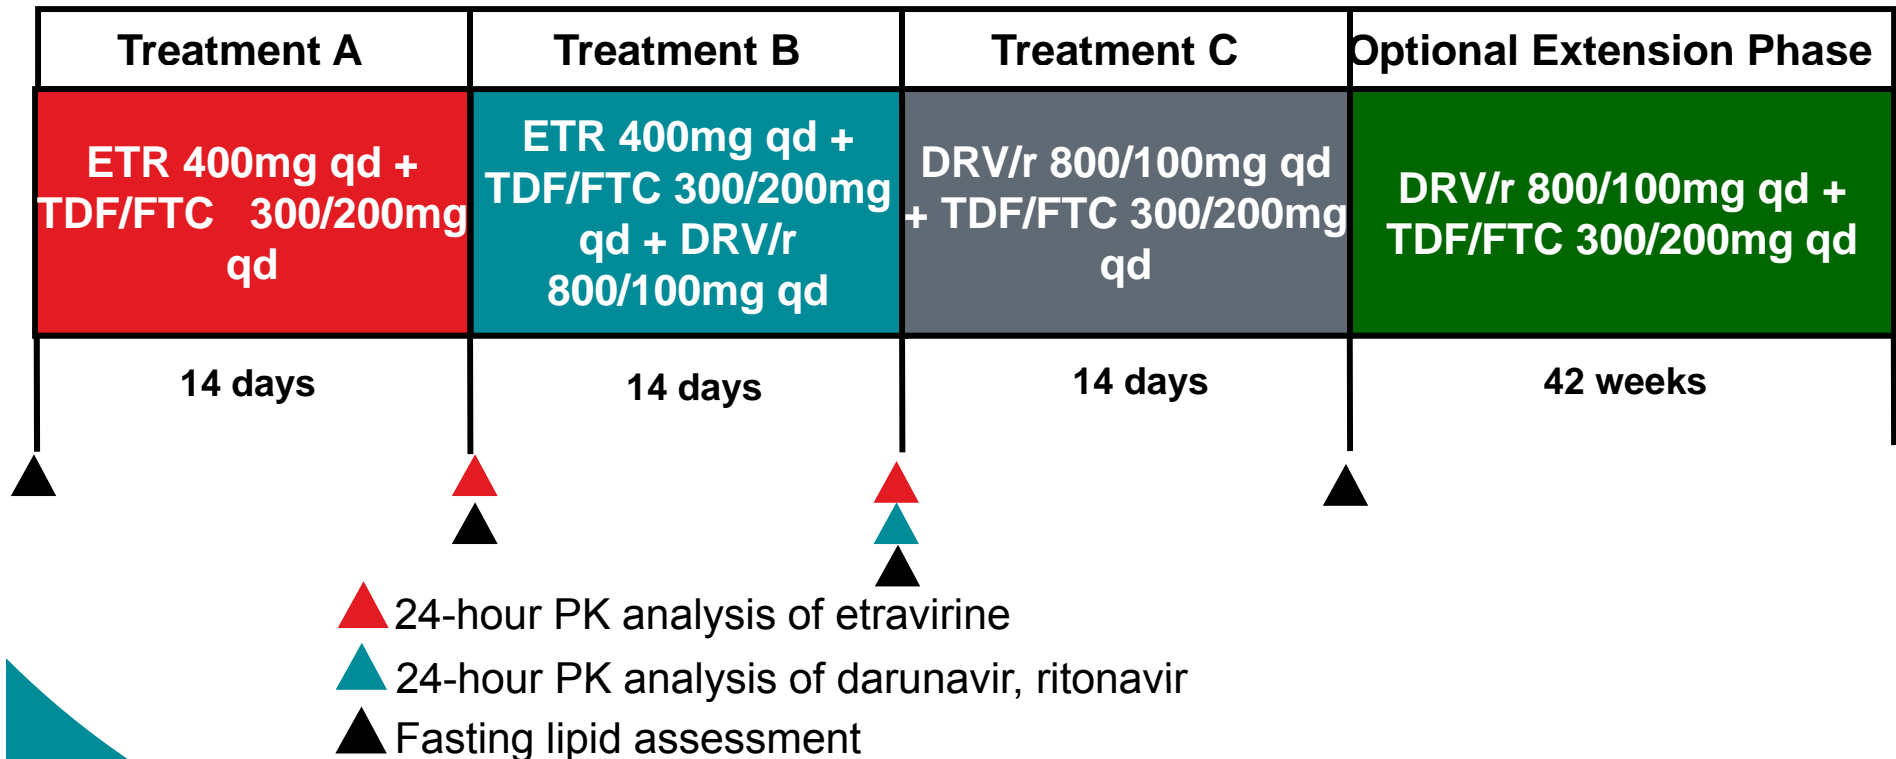 Treatment A
Treatment B
Treatment C
Optional Extension Phase
ETR 400mg qd +
TDF/FTC 300/200mg
qd
ETR 400mg qd +
TDF/FTC 300/200mg
qd + DRV/r
800/100mg qd
DRV/r 800/100mg qd
+ TDF/FTC 300/200mg
qd
DRV/r 800/100mg qd +
TDF/FTC 300/200mg qd
14 days
14 days
14 days
42 weeks
24-hour PK analysis of etravirine
24-hour PK analysis of darunavir, ritonavir
Fasting lipid assessment